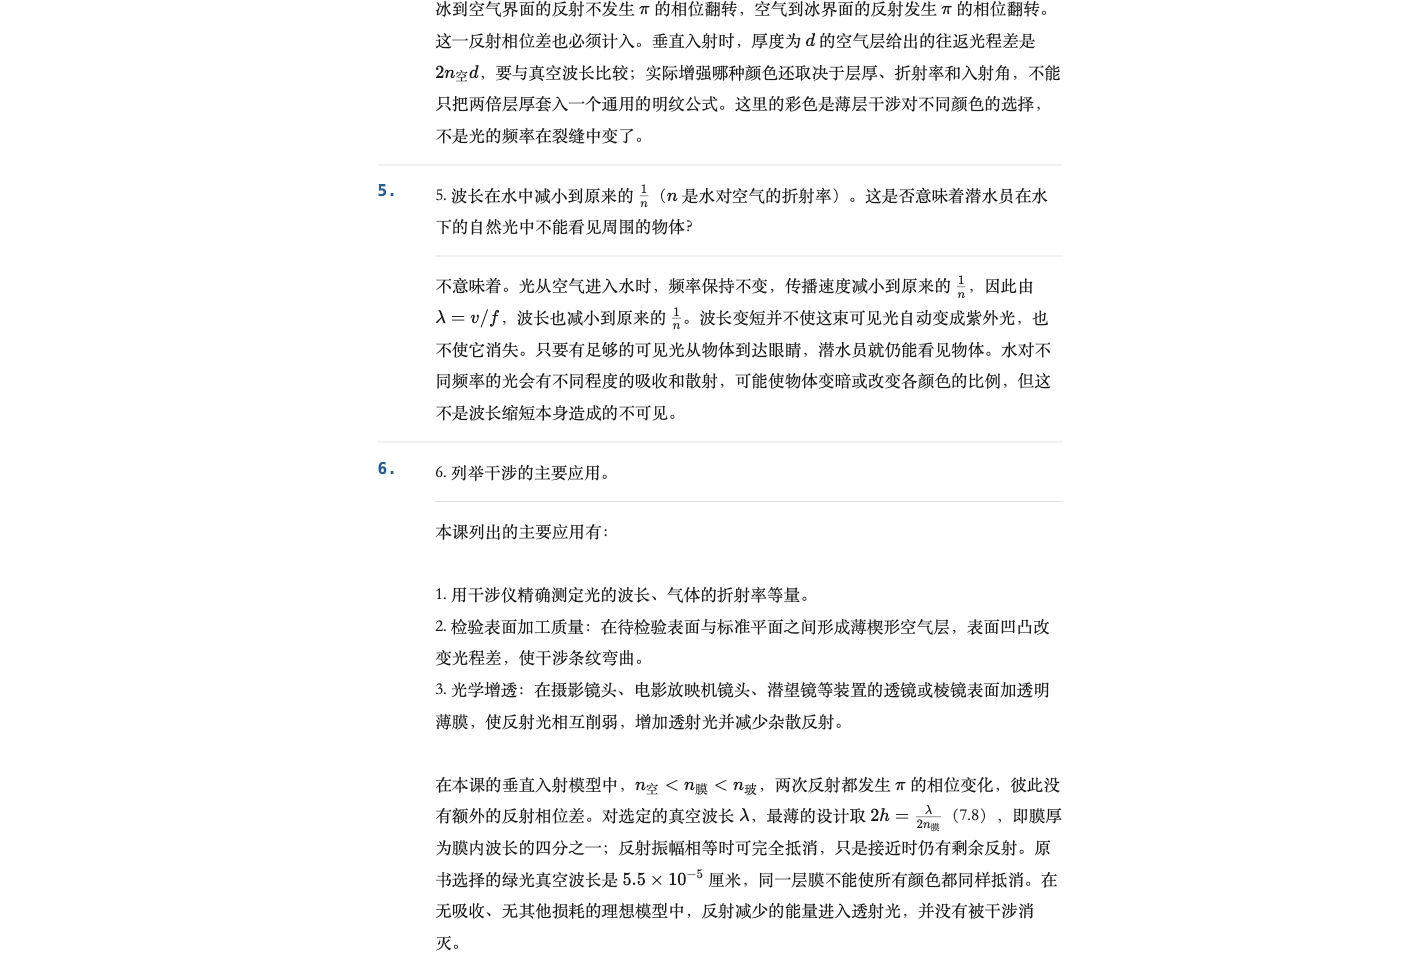 冰到空气界面的反射不发生 π 的相位翻转，空气到冰界面的反射发生 π 的相位翻转。
这一反射相位差也必须计入。垂直入射时，厚度为 d 的空气层给出的往返光程差是
2n空d，要与真空波长比较；实际增强哪种颜色还取决于层厚、折射率和入射角，不能
只把两倍层厚套入一个通用的明纹公式。这里的彩色是薄层干涉对不同颜色的选择，
不是光的频率在裂缝中变了。
5. 5. 波长在水中减小到原来的 1/n（n 是水对空气的折射率）。这是否意味着潜水员在水
下的自然光中不能看见周围的物体?
不意味着。光从空气进入水时，频率保持不变，传播速度减小到原来的 1/n，因此由
λ = v/f，波长也减小到原来的 1/n。波长变短并不使这束可见光自动变成紫外光，也
不使它消失。只要有足够的可见光从物体到达眼睛，潜水员就仍能看见物体。水对不
同频率的光会有不同程度的吸收和散射，可能使物体变暗或改变各颜色的比例，但这
不是波长缩短本身造成的不可见。
6. 6. 列举干涉的主要应用。
本课列出的主要应用有：
1. 用干涉仪精确测定光的波长、气体的折射率等量。
2. 检验表面加工质量：在待检验表面与标准平面之间形成薄楔形空气层，表面凹凸改
变光程差，使干涉条纹弯曲。
3. 光学增透：在摄影镜头、电影放映机镜头、潜望镜等装置的透镜或棱镜表面加透明
薄膜，使反射光相互削弱，增加透射光并减少杂散反射。
在本课的垂直入射模型中，n空 < n膜 < n玻，两次反射都发生 π 的相位变化，彼此没
有额外的反射相位差。对选定的真空波长 λ，最薄的设计取 2h = λ/2n膜（7.8），即膜厚
为膜内波长的四分之一；反射振幅相等时可完全抵消，只是接近时仍有剩余反射。原
书选择的绿光真空波长是 5.5 × 10⁻⁵ 厘米，同一层膜不能使所有颜色都同样抵消。在
无吸收、无其他损耗的理想模型中，反射减少的能量进入透射光，并没有被干涉消
灭。